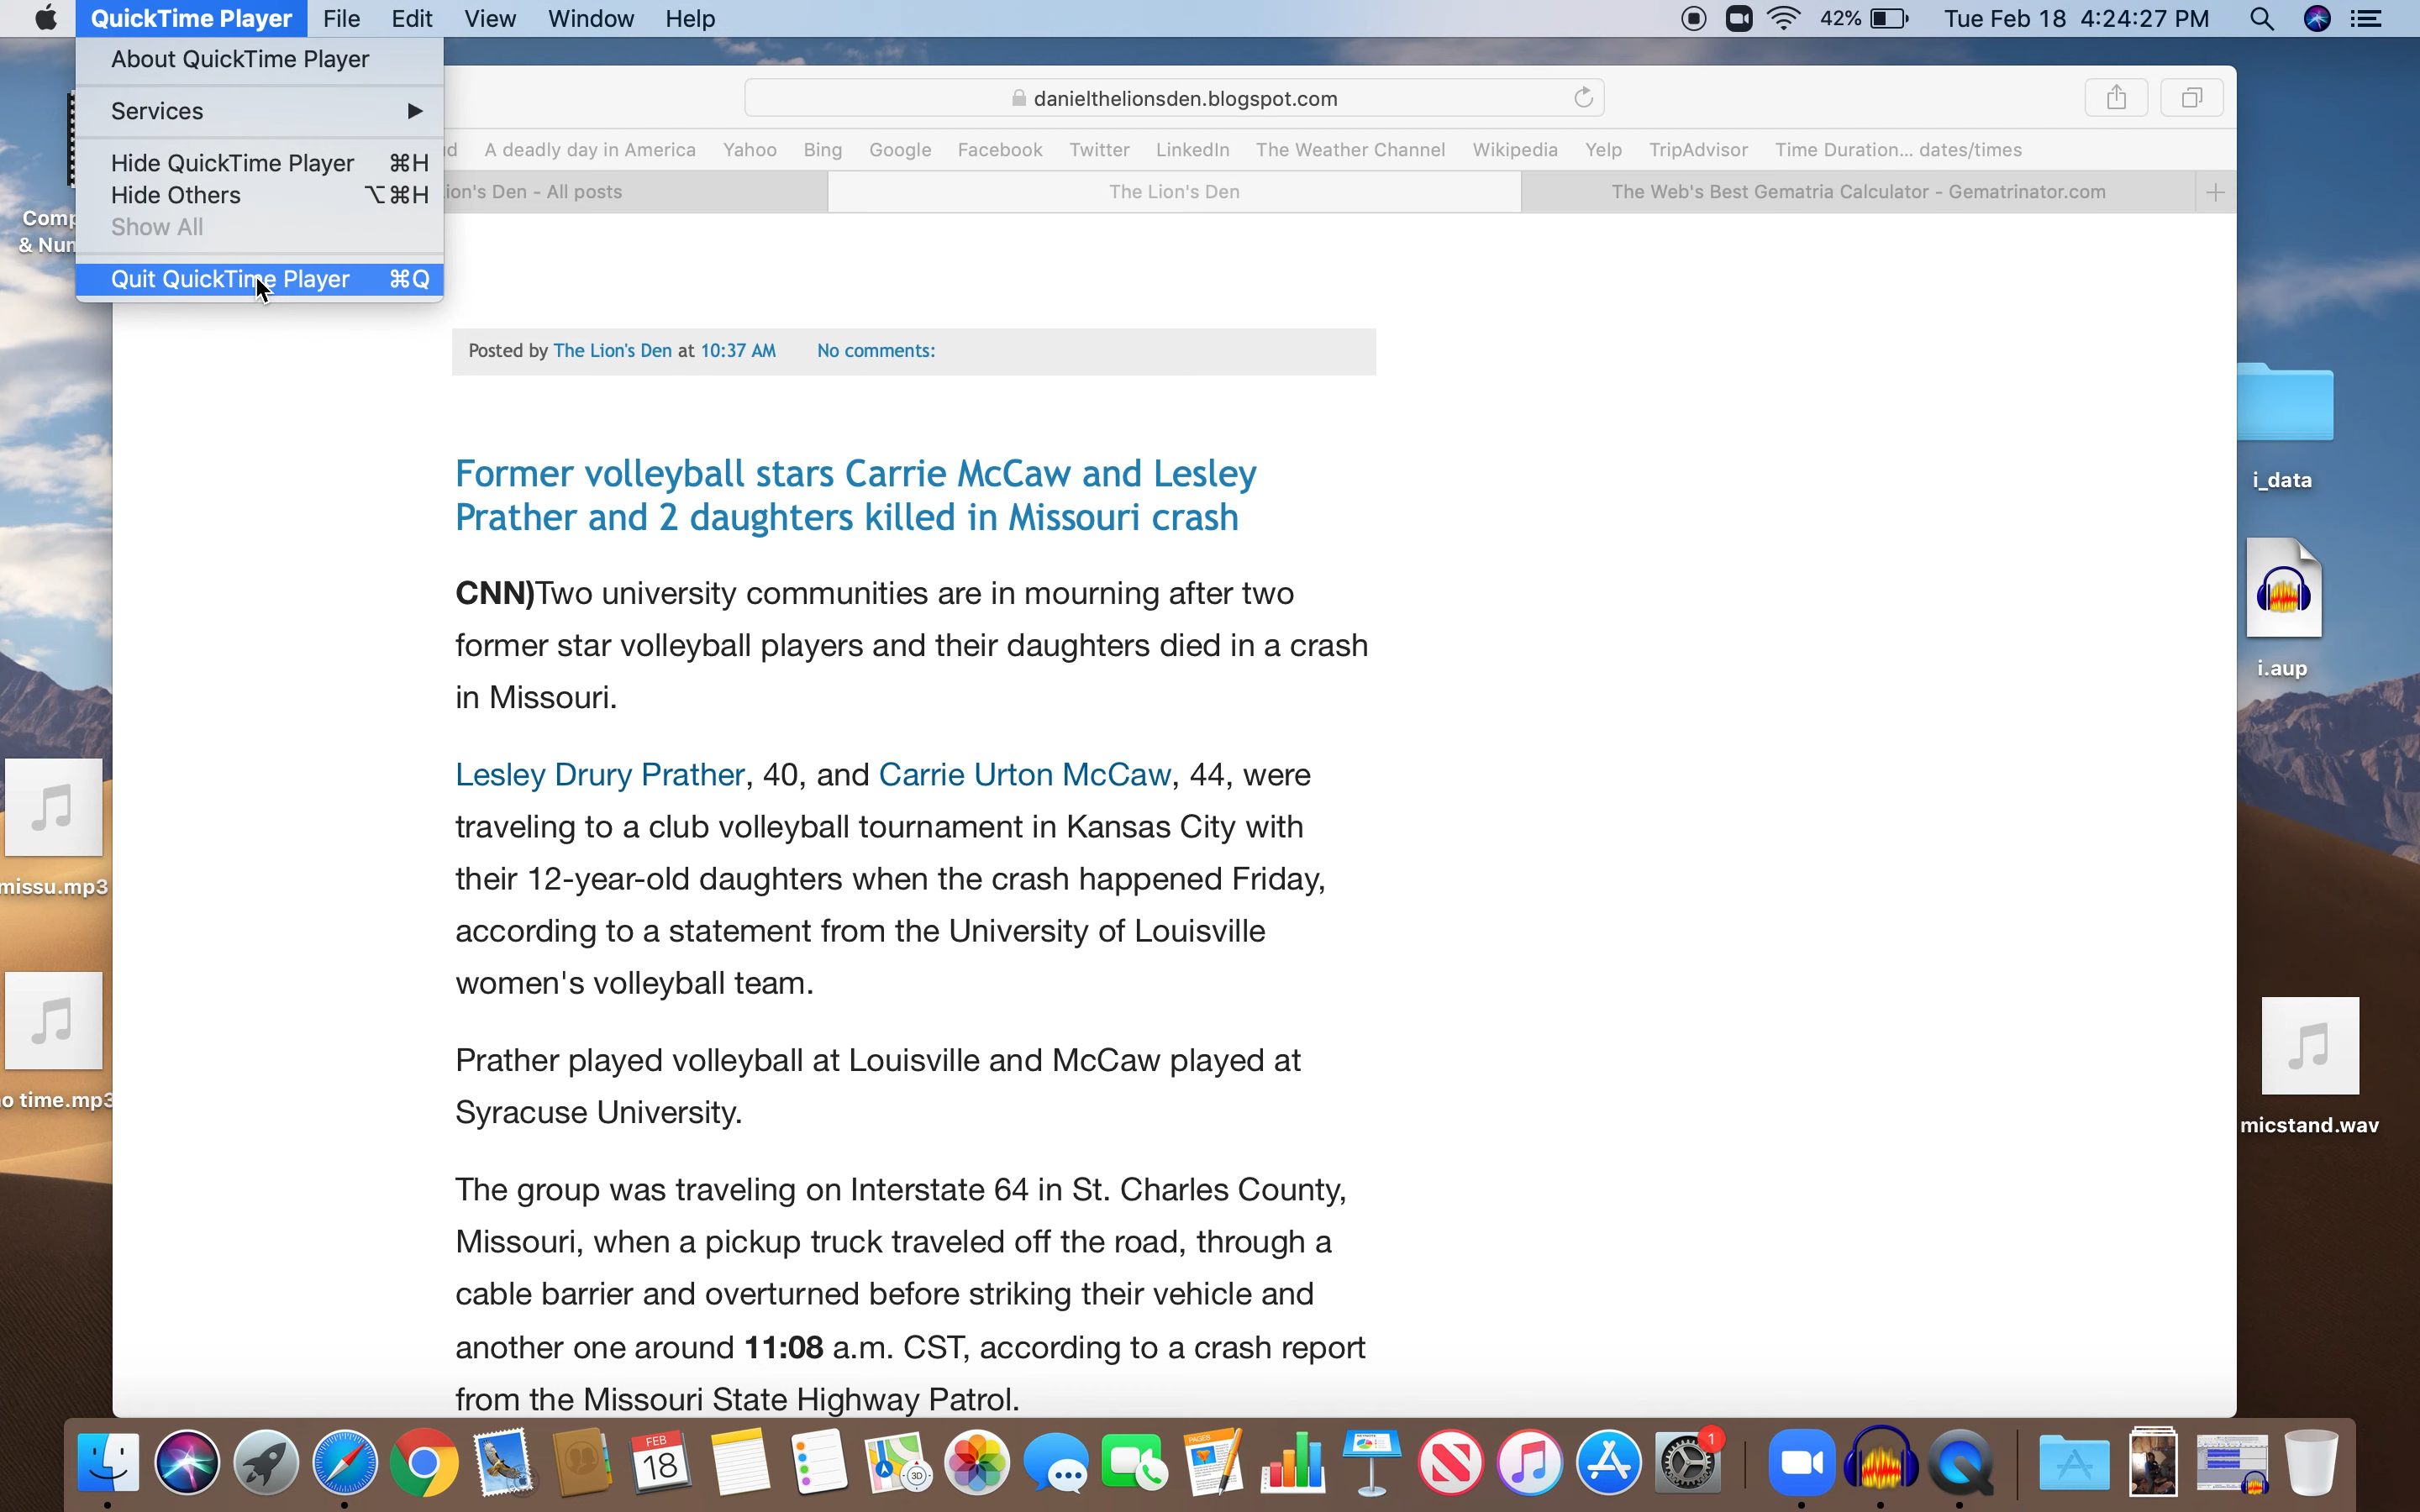 QuickTime Player File Edit View Window Help 42% Tue Feb 18 4:24:27 PM
About QuickTime Player
Services
Hide QuickTime Player ⌘H
Hide Others ⌥⌘H
Show All
Quit QuickTime Player ⌘Q
danielthelionsden.blogspot.com
A deadly day in America Yahoo Bing Google Facebook Twitter LinkedIn The Weather Channel Wikipedia Yelp TripAdvisor Time Duration... dates/times
ion's Den - All posts The Lion's Den The Web's Best Gematria Calculator - Gematrinator.com
Comp
& Nun
Posted by The Lion's Den at 10:37 AM No comments:
Former volleyball stars Carrie McCaw and Lesley
Prather and 2 daughters killed in Missouri crash
CNN)Two university communities are in mourning after two
former star volleyball players and their daughters died in a crash
in Missouri.
Lesley Drury Prather, 40, and Carrie Urton McCaw, 44, were
traveling to a club volleyball tournament in Kansas City with
their 12-year-old daughters when the crash happened Friday,
according to a statement from the University of Louisville
women's volleyball team.
Prather played volleyball at Louisville and McCaw played at
Syracuse University.
The group was traveling on Interstate 64 in St. Charles County,
Missouri, when a pickup truck traveled off the road, through a
cable barrier and overturned before striking their vehicle and
another one around 11:08 a.m. CST, according to a crash report
from the Missouri State Highway Patrol.
i_data
i.aup
micstand.wav
missu.mp3
o time.mp3
FEB
18
3D
PAGES
1